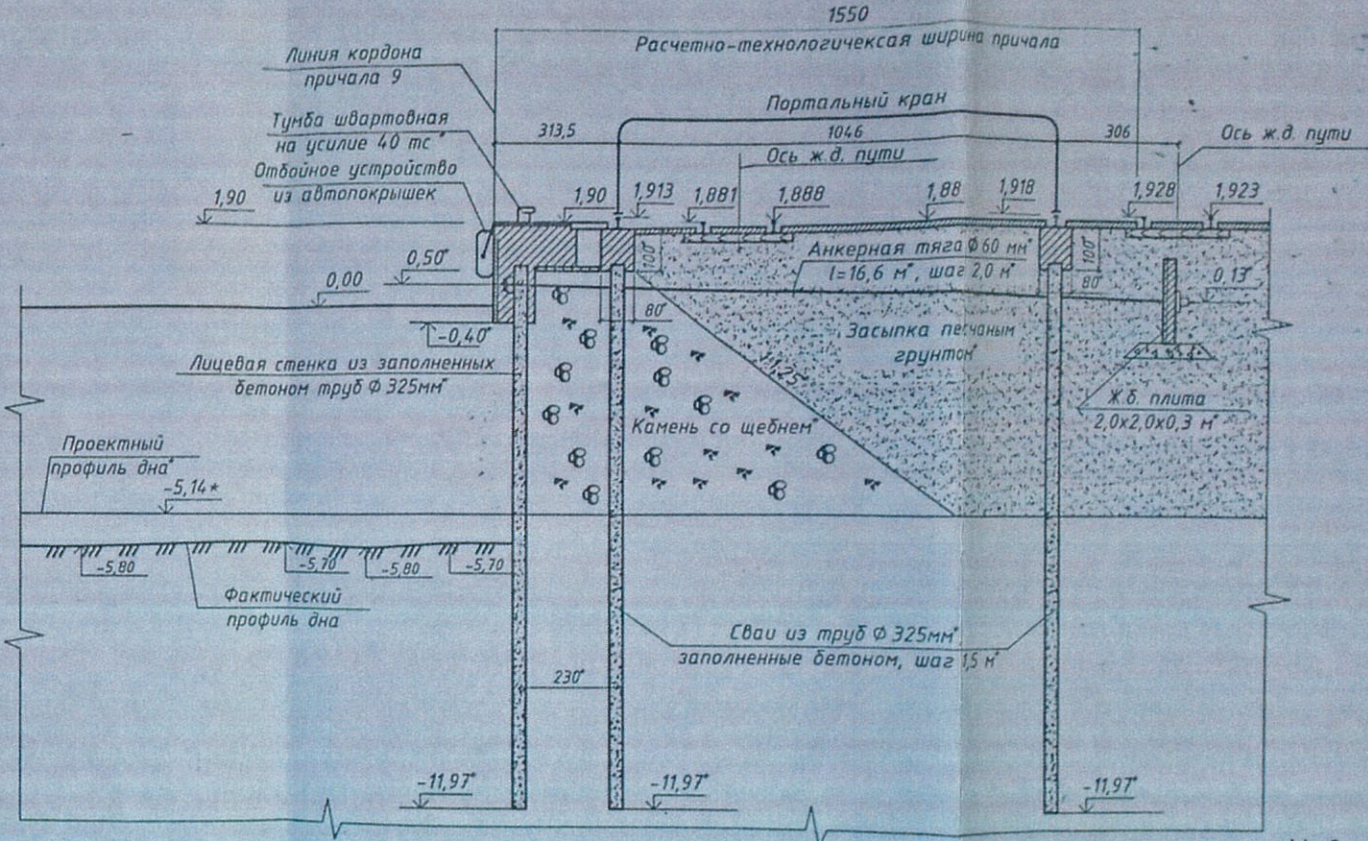 1550
Расчетно-технологичексая ширина причала
Линия кордона
причала 9
Портальный кран
Тумба швартовная
на усилие 40 тс*
313,5
1046
306
Ось ж.д. пути
Ось ж.д. пути
Отбойное устройство
из автопокрышек
1,90
1,90
1,913
1,881
1,888
1,88
1,918
1,928
1,923
100*
Анкерная тяга Ф 60 мм*
l=16,6 м*, шаг 2,0 м*
100*
80*
0,50*
0,00
0,13*
80*
-0,40*
Засыпка песчаным
грунтом*
Лицевая стенка из заполненных
бетоном труб Ф 325мм*
1:1,25*
Ж.б. плита
2,0х2,0х0,3 м*
Камень со щебнем*
Проектный
профиль дна*
-5,14*
-5,80
-5,70
-5,80
-5,70
Фактический
профиль дна
Сваи из труб Ф 325мм*
заполненные бетоном, шаг 1,5 м*
230*
-11,97*
-11,97*
-11,97*